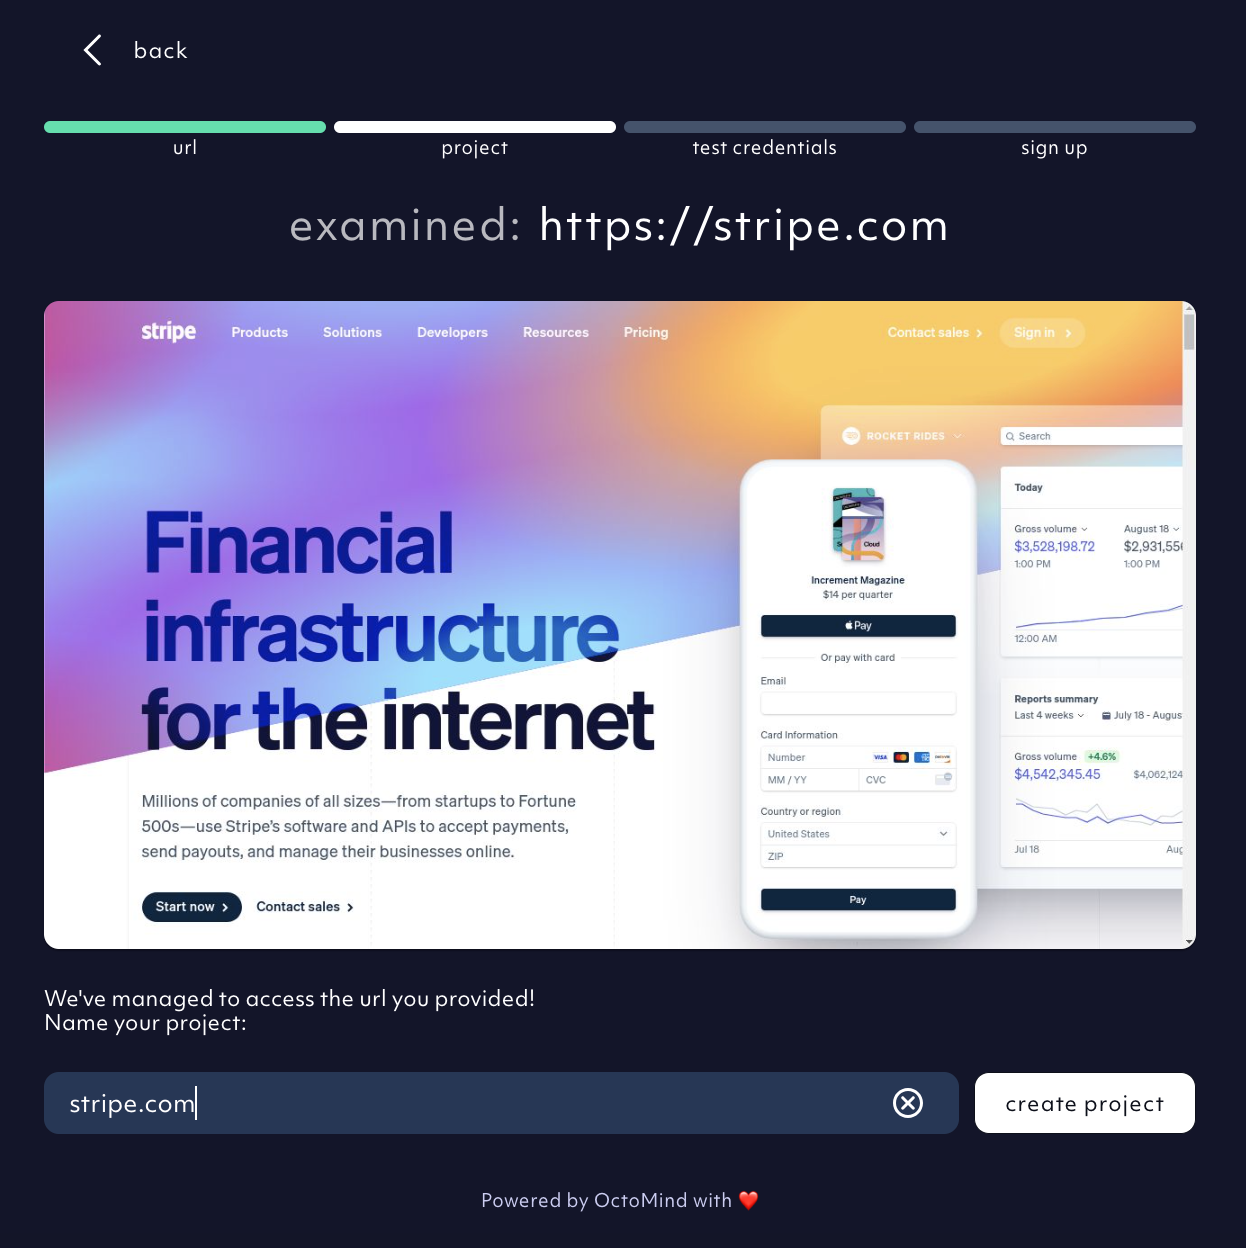 back
url
project
test credentials
sign up
examined: https://stripe.com
stripe
Products
Solutions
Developers
Resources
Pricing
Contact sales
Sign in
ROCKET RIDES
Search
Today
Gross volume
August 18
$3,528,198.72
$2,931,556
1:00 PM
1:00 PM
12:00 AM
Reports summary
Last 4 weeks
July 18 - Augus
Gross volume +4.6%
$4,542,345.45
$4,062,124
Jul 18
Aug
Financial
infrastructure
for the internet
Millions of companies of all sizes—from startups to Fortune
500s—use Stripe's software and APIs to accept payments,
send payouts, and manage their businesses online.
Start now
Contact sales
Cloud
Increment Magazine
$14 per quarter
Pay
Or pay with card
Email
Card Information
Number
VISA
MM / YY
CVC
Country or region
United States
ZIP
Pay
We've managed to access the url you provided!
Name your project:
stripe.com
create project
Powered by OctoMind with ❤️